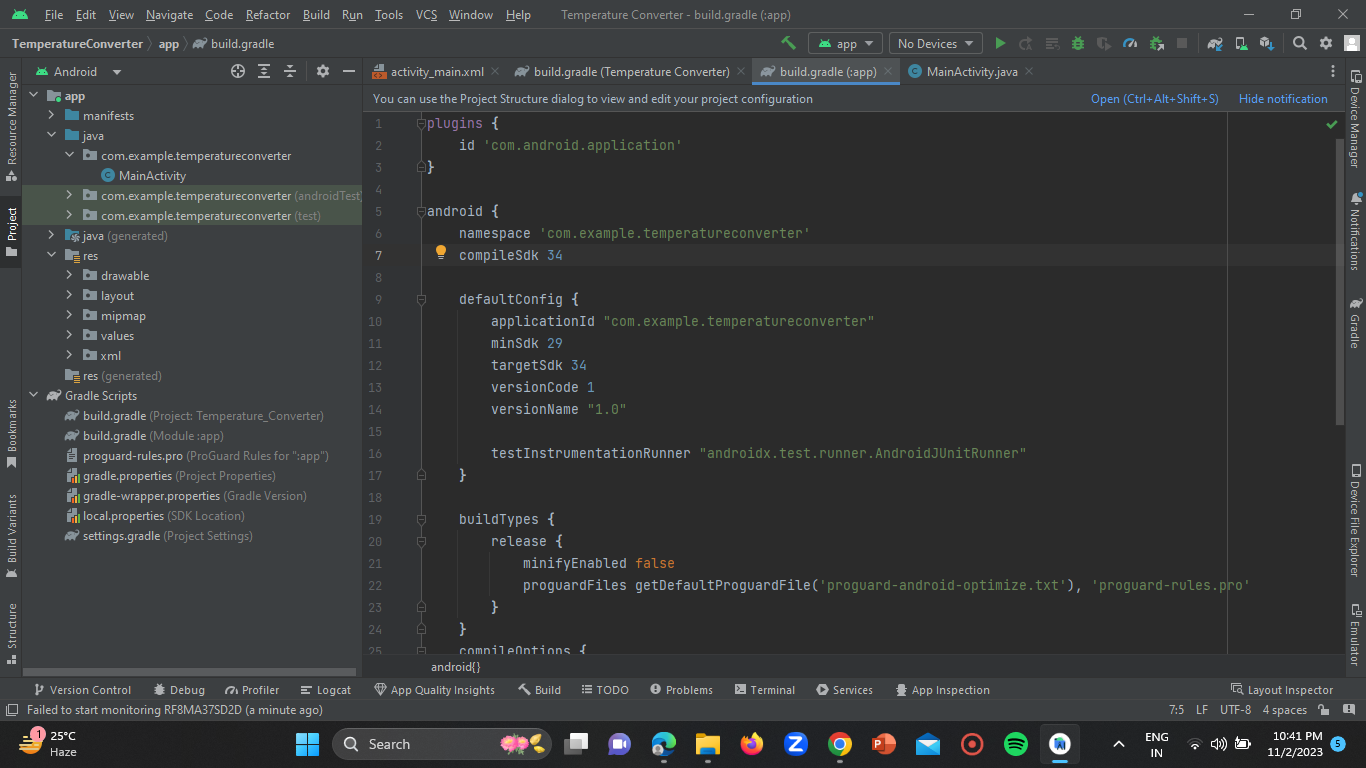 File Edit View Navigate Code Refactor Build Run Tools VCS Window Help Temperature Converter - build.gradle (:app)
TemperatureConverter app build.gradle app No Devices
Android activity_main.xml build.gradle (Temperature Converter) build.gradle (:app) MainActivity.java
You can use the Project Structure dialog to view and edit your project configuration Open (Ctrl+Alt+Shift+S) Hide notification
Resource Manager
Project
Bookmarks
Build Variants
Structure
app
manifests
java
com.example.temperatureconverter
MainActivity
com.example.temperatureconverter (androidTest
com.example.temperatureconverter (test)
java (generated)
res
drawable
layout
mipmap
values
xml
res (generated)
Gradle Scripts
build.gradle (Project: Temperature_Converter)
build.gradle (Module :app)
proguard-rules.pro (ProGuard Rules for ":app")
gradle.properties (Project Properties)
gradle-wrapper.properties (Gradle Version)
local.properties (SDK Location)
settings.gradle (Project Settings)
1 plugins {
2 id 'com.android.application'
3 }
4
5 android {
6 namespace 'com.example.temperatureconverter'
7 compileSdk 34
8
9 defaultConfig {
10 applicationId "com.example.temperatureconverter"
11 minSdk 29
12 targetSdk 34
13 versionCode 1
14 versionName "1.0"
15
16 testInstrumentationRunner "androidx.test.runner.AndroidJUnitRunner"
17 }
18
19 buildTypes {
20 release {
21 minifyEnabled false
22 proguardFiles getDefaultProguardFile('proguard-android-optimize.txt'), 'proguard-rules.pro'
23 }
24 }
25 compileOptions {
android{}
Device Manager
Notifications
Gradle
Device File Explorer
Emulator
Version Control Debug Profiler Logcat App Quality Insights Build TODO Problems Terminal Services App Inspection Layout Inspector
Failed to start monitoring RF8MA37SD2D (a minute ago) 7:5 LF UTF-8 4 spaces
1 25°C
Haze
Search
ENG
IN
10:41 PM
11/2/2023
5